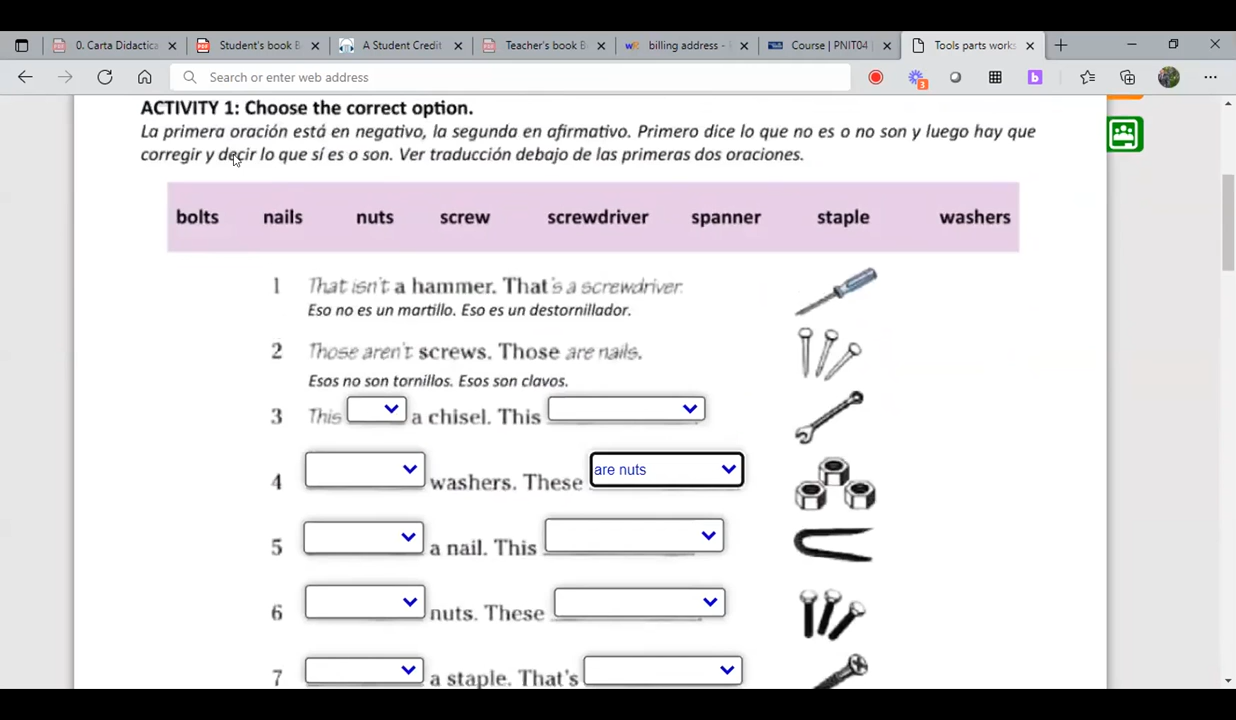 0. Carta Didactica
Student's book B
A Student Credit
Teacher's book B
billing address -
Course | PNIT04
Tools parts works
Search or enter web address
3
b
ACTIVITY 1: Choose the correct option.
La primera oración está en negativo, la segunda en afirmativo. Primero dice lo que no es o no son y luego hay que
corregir y decir lo que sí es o son. Ver traducción debajo de las primeras dos oraciones.
bolts nails nuts screw screwdriver spanner staple washers
1 That isn't a hammer. That's a screwdriver.
Eso no es un martillo. Eso es un destornillador.
2 Those aren't screws. Those are nails.
Esos no son tornillos. Esos son clavos.
3 This a chisel. This
4 washers. These are nuts
5 a nail. This
6 nuts. These
7 a staple. That's